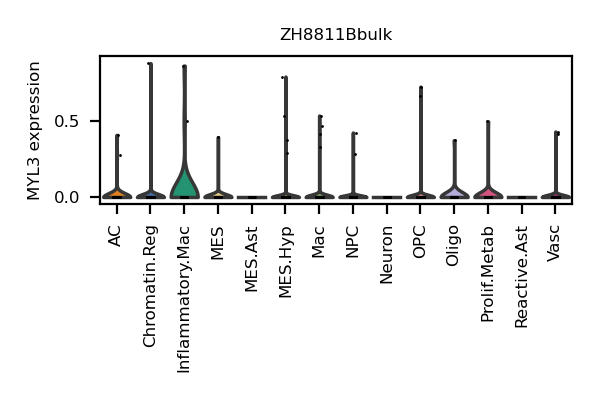 ZH8811Bbulk
MYL3 expression
0.5
0.0
AC
Chromatin.Reg
Inflammatory.Mac
MES
MES.Ast
MES.Hyp
Mac
NPC
Neuron
OPC
Oligo
Prolif.Metab
Reactive.Ast
Vasc